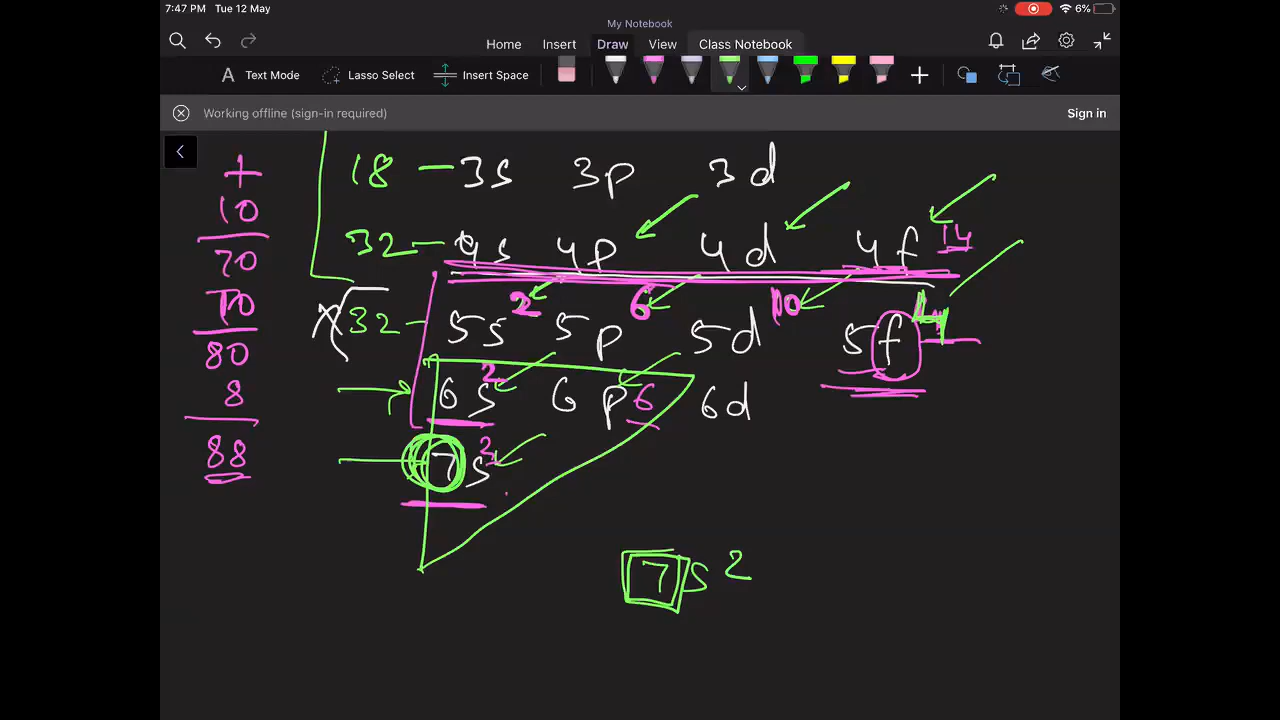 7:47 PM Tue 12 May
6%
My Notebook
Home Insert Draw View Class Notebook
A Text Mode Lasso Select Insert Space
Working offline (sign-in required) Sign in
+
10
70
10
80
8
88
18 - 3s 3p 3d
32 - 4s 4p 4d 4f 14
2 6 10
32 - 5s 5p 5d 5f 14
6s 2 6p 6 6d
7s 2
7s2